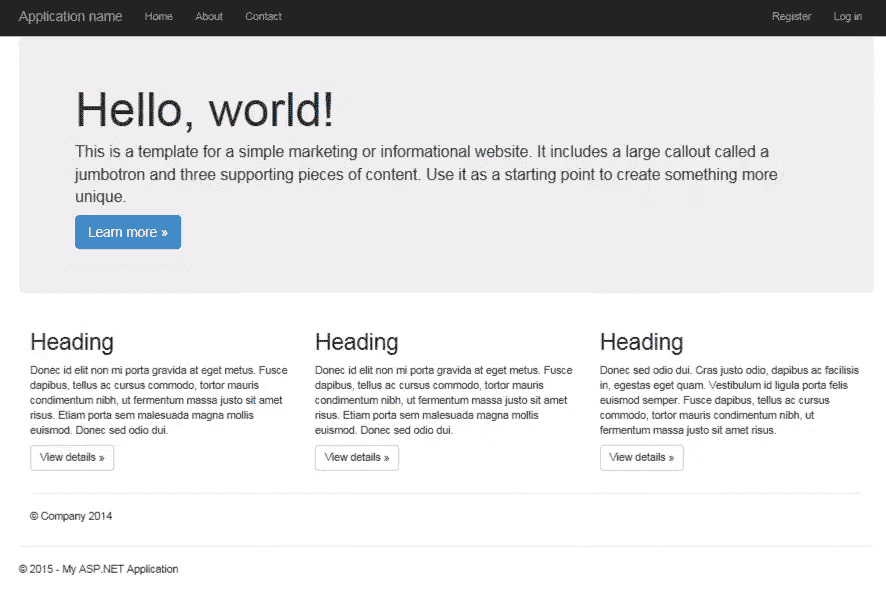 Application name Home About Contact Register Log in
Hello, world!
This is a template for a simple marketing or informational website. It includes a large callout called a
jumbotron and three supporting pieces of content. Use it as a starting point to create something more
unique.
Learn more »
Heading
Donec id elit non mi porta gravida at eget metus. Fusce
dapibus, tellus ac cursus commodo, tortor mauris
condimentum nibh, ut fermentum massa justo sit amet
risus. Etiam porta sem malesuada magna mollis
euismod. Donec sed odio dui.
View details »
Heading
Donec id elit non mi porta gravida at eget metus. Fusce
dapibus, tellus ac cursus commodo, tortor mauris
condimentum nibh, ut fermentum massa justo sit amet
risus. Etiam porta sem malesuada magna mollis
euismod. Donec sed odio dui.
View details »
Heading
Donec sed odio dui. Cras justo odio, dapibus ac facilisis
in, egestas eget quam. Vestibulum id ligula porta felis
euismod semper. Fusce dapibus, tellus ac cursus
commodo, tortor mauris condimentum nibh, ut
fermentum massa justo sit amet risus.
View details »
© Company 2014
© 2015 - My ASP.NET Application